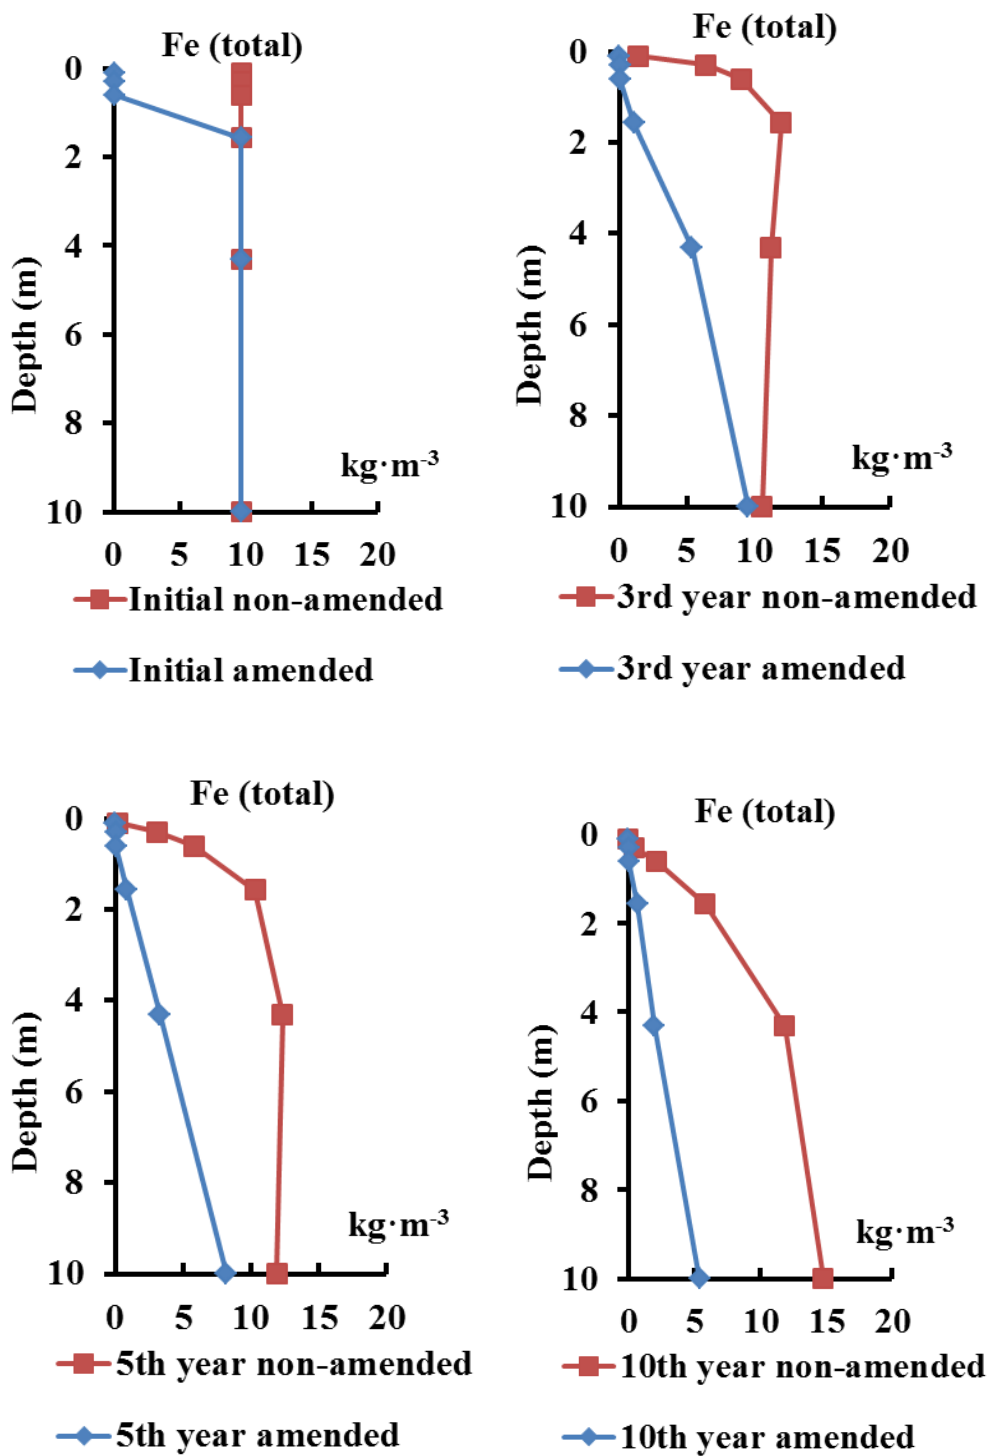 Fe (total)
0
2
4
6
8
10
Depth (m)
kg·m-3
0 5 10 15 20
Initial non-amended
Initial amended
Fe (total)
0
2
4
6
8
10
Depth (m)
kg·m-3
0 5 10 15 20
3rd year non-amended
3rd year amended
Fe (total)
0
2
4
6
8
10
Depth (m)
kg·m-3
0 5 10 15 20
5th year non-amended
5th year amended
Fe (total)
0
2
4
6
8
10
Depth (m)
kg·m-3
0 5 10 15 20
10th year non-amended
10th year amended